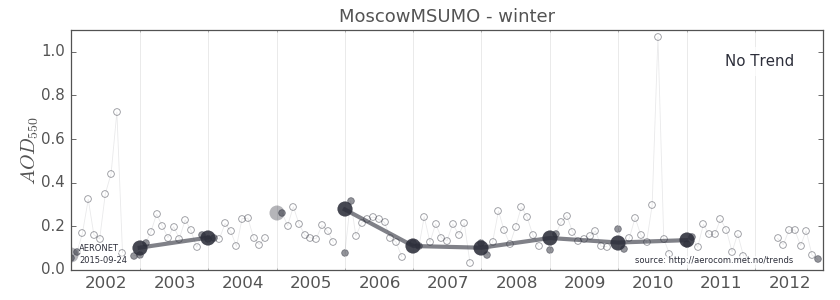 MoscowMSUMO - winter
No Trend
AOD550
1.0
0.8
0.6
0.4
0.2
0.0
AERONET
2015-09-24
source: http://aerocom.met.no/trends
2002 2003 2004 2005 2006 2007 2008 2009 2010 2011 2012